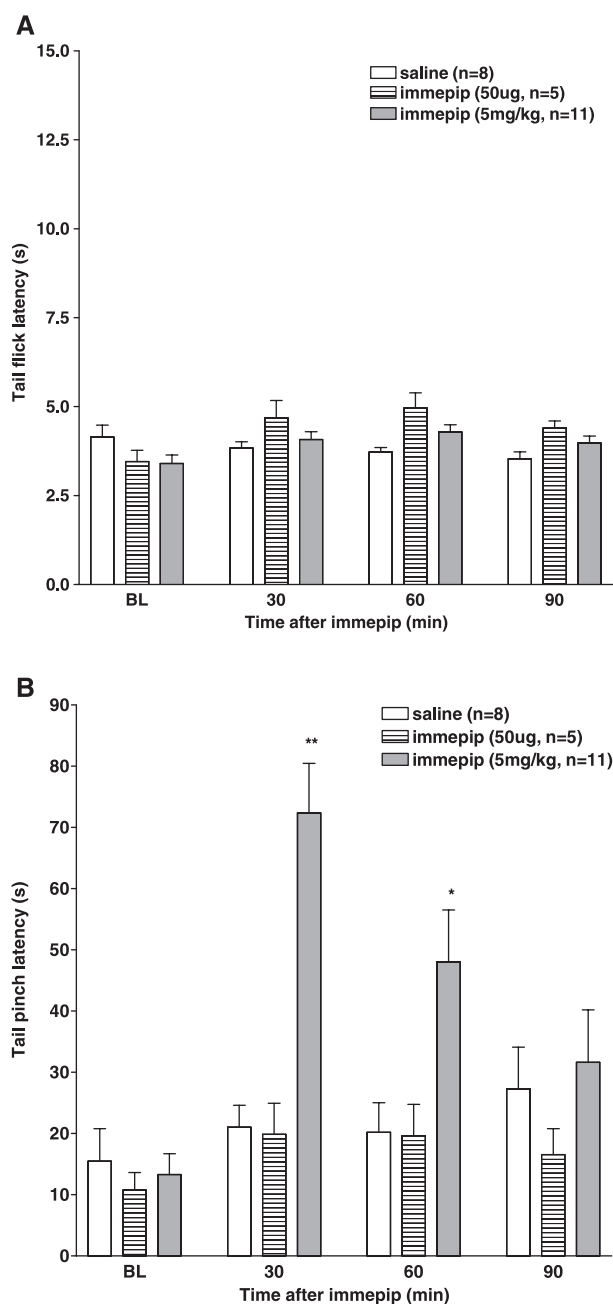 A
15.0
12.5
10.0
7.5
5.0
2.5
0.0
Tail flick latency (s)
saline (n=8)
immepip (50ug, n=5)
immepip (5mg/kg, n=11)
BL 30 60 90
Time after immepip (min)
B
90
80
70
60
50
40
30
20
10
0
Tail pinch latency (s)
saline (n=8)
immepip (50ug, n=5)
immepip (5mg/kg, n=11)
**
*
BL 30 60 90
Time after immepip (min)